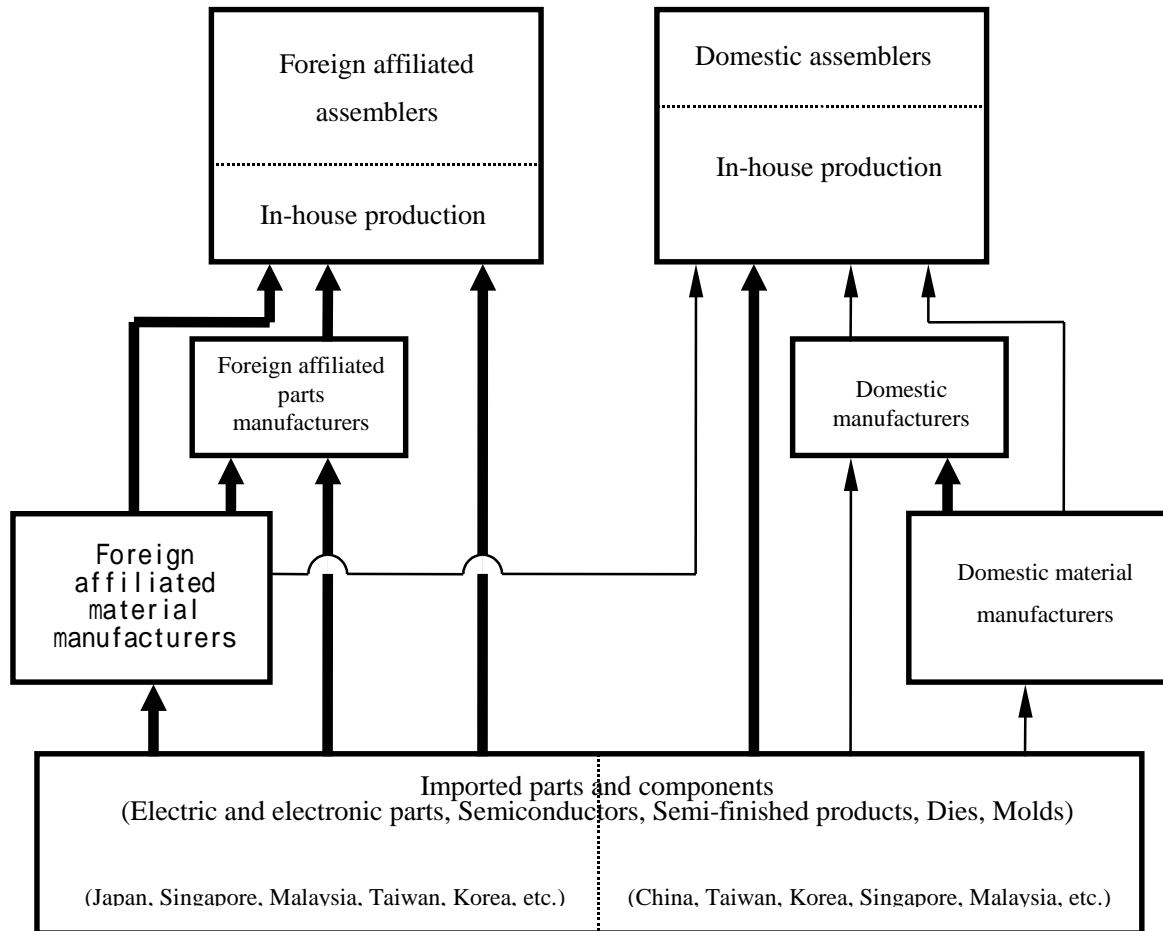 Foreign affiliated
assemblers
In-house production
Domestic assemblers
In-house production
Foreign affiliated
parts
manufacturers
Domestic
manufacturers
Foreign
affiliated
material
manufacturers
Domestic material
manufacturers
Imported parts and components
(Electric and electronic parts, Semiconductors, Semi-finished products, Dies, Molds)
(Japan, Singapore, Malaysia, Taiwan, Korea, etc.)
(China, Taiwan, Korea, Singapore, Malaysia, etc.)